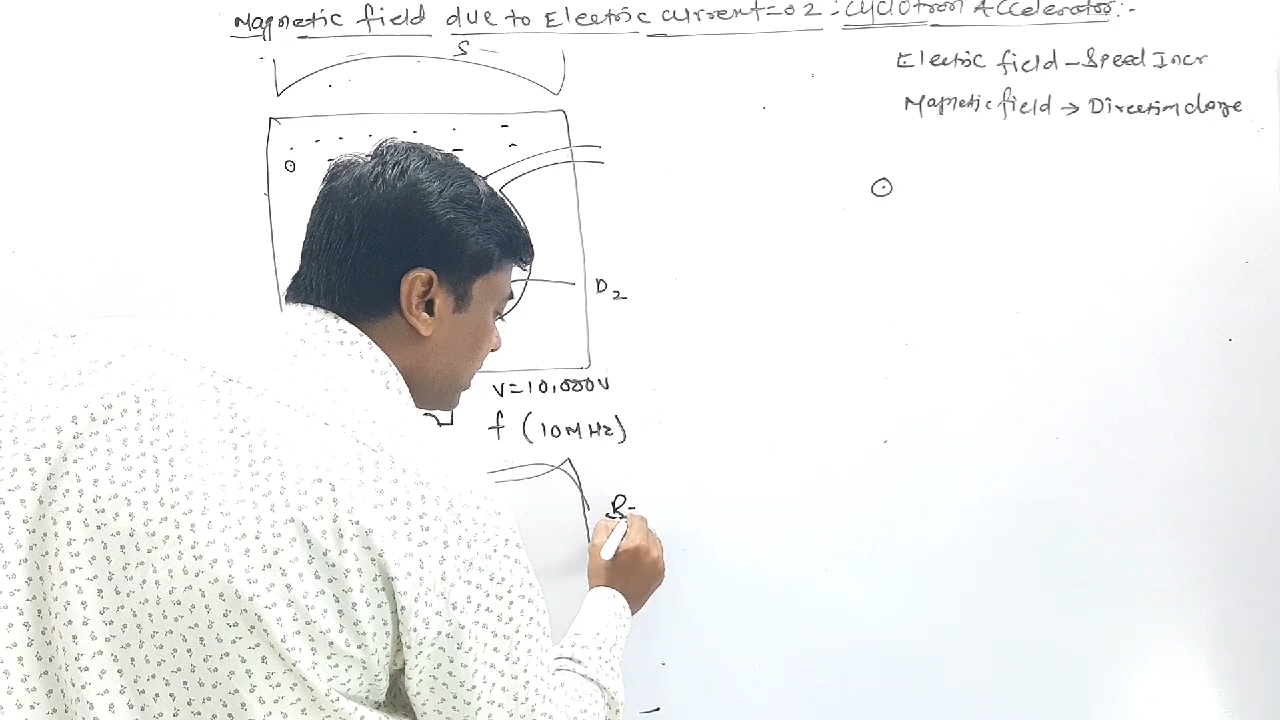 Magnetic field due to Electric current=02:Cyclotron Accelerator:-
S
Electric field-Speed Incr
Magnetic field → Direction change
D2
V=10,000V
f (10MHz)